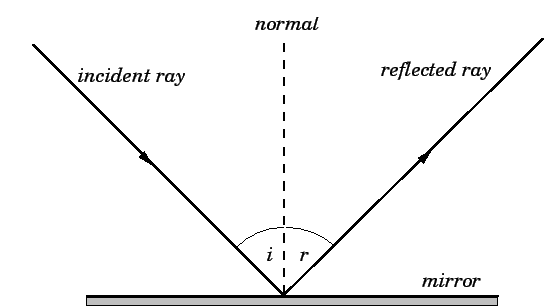 normal
incident ray
reflected ray
i
r
mirror